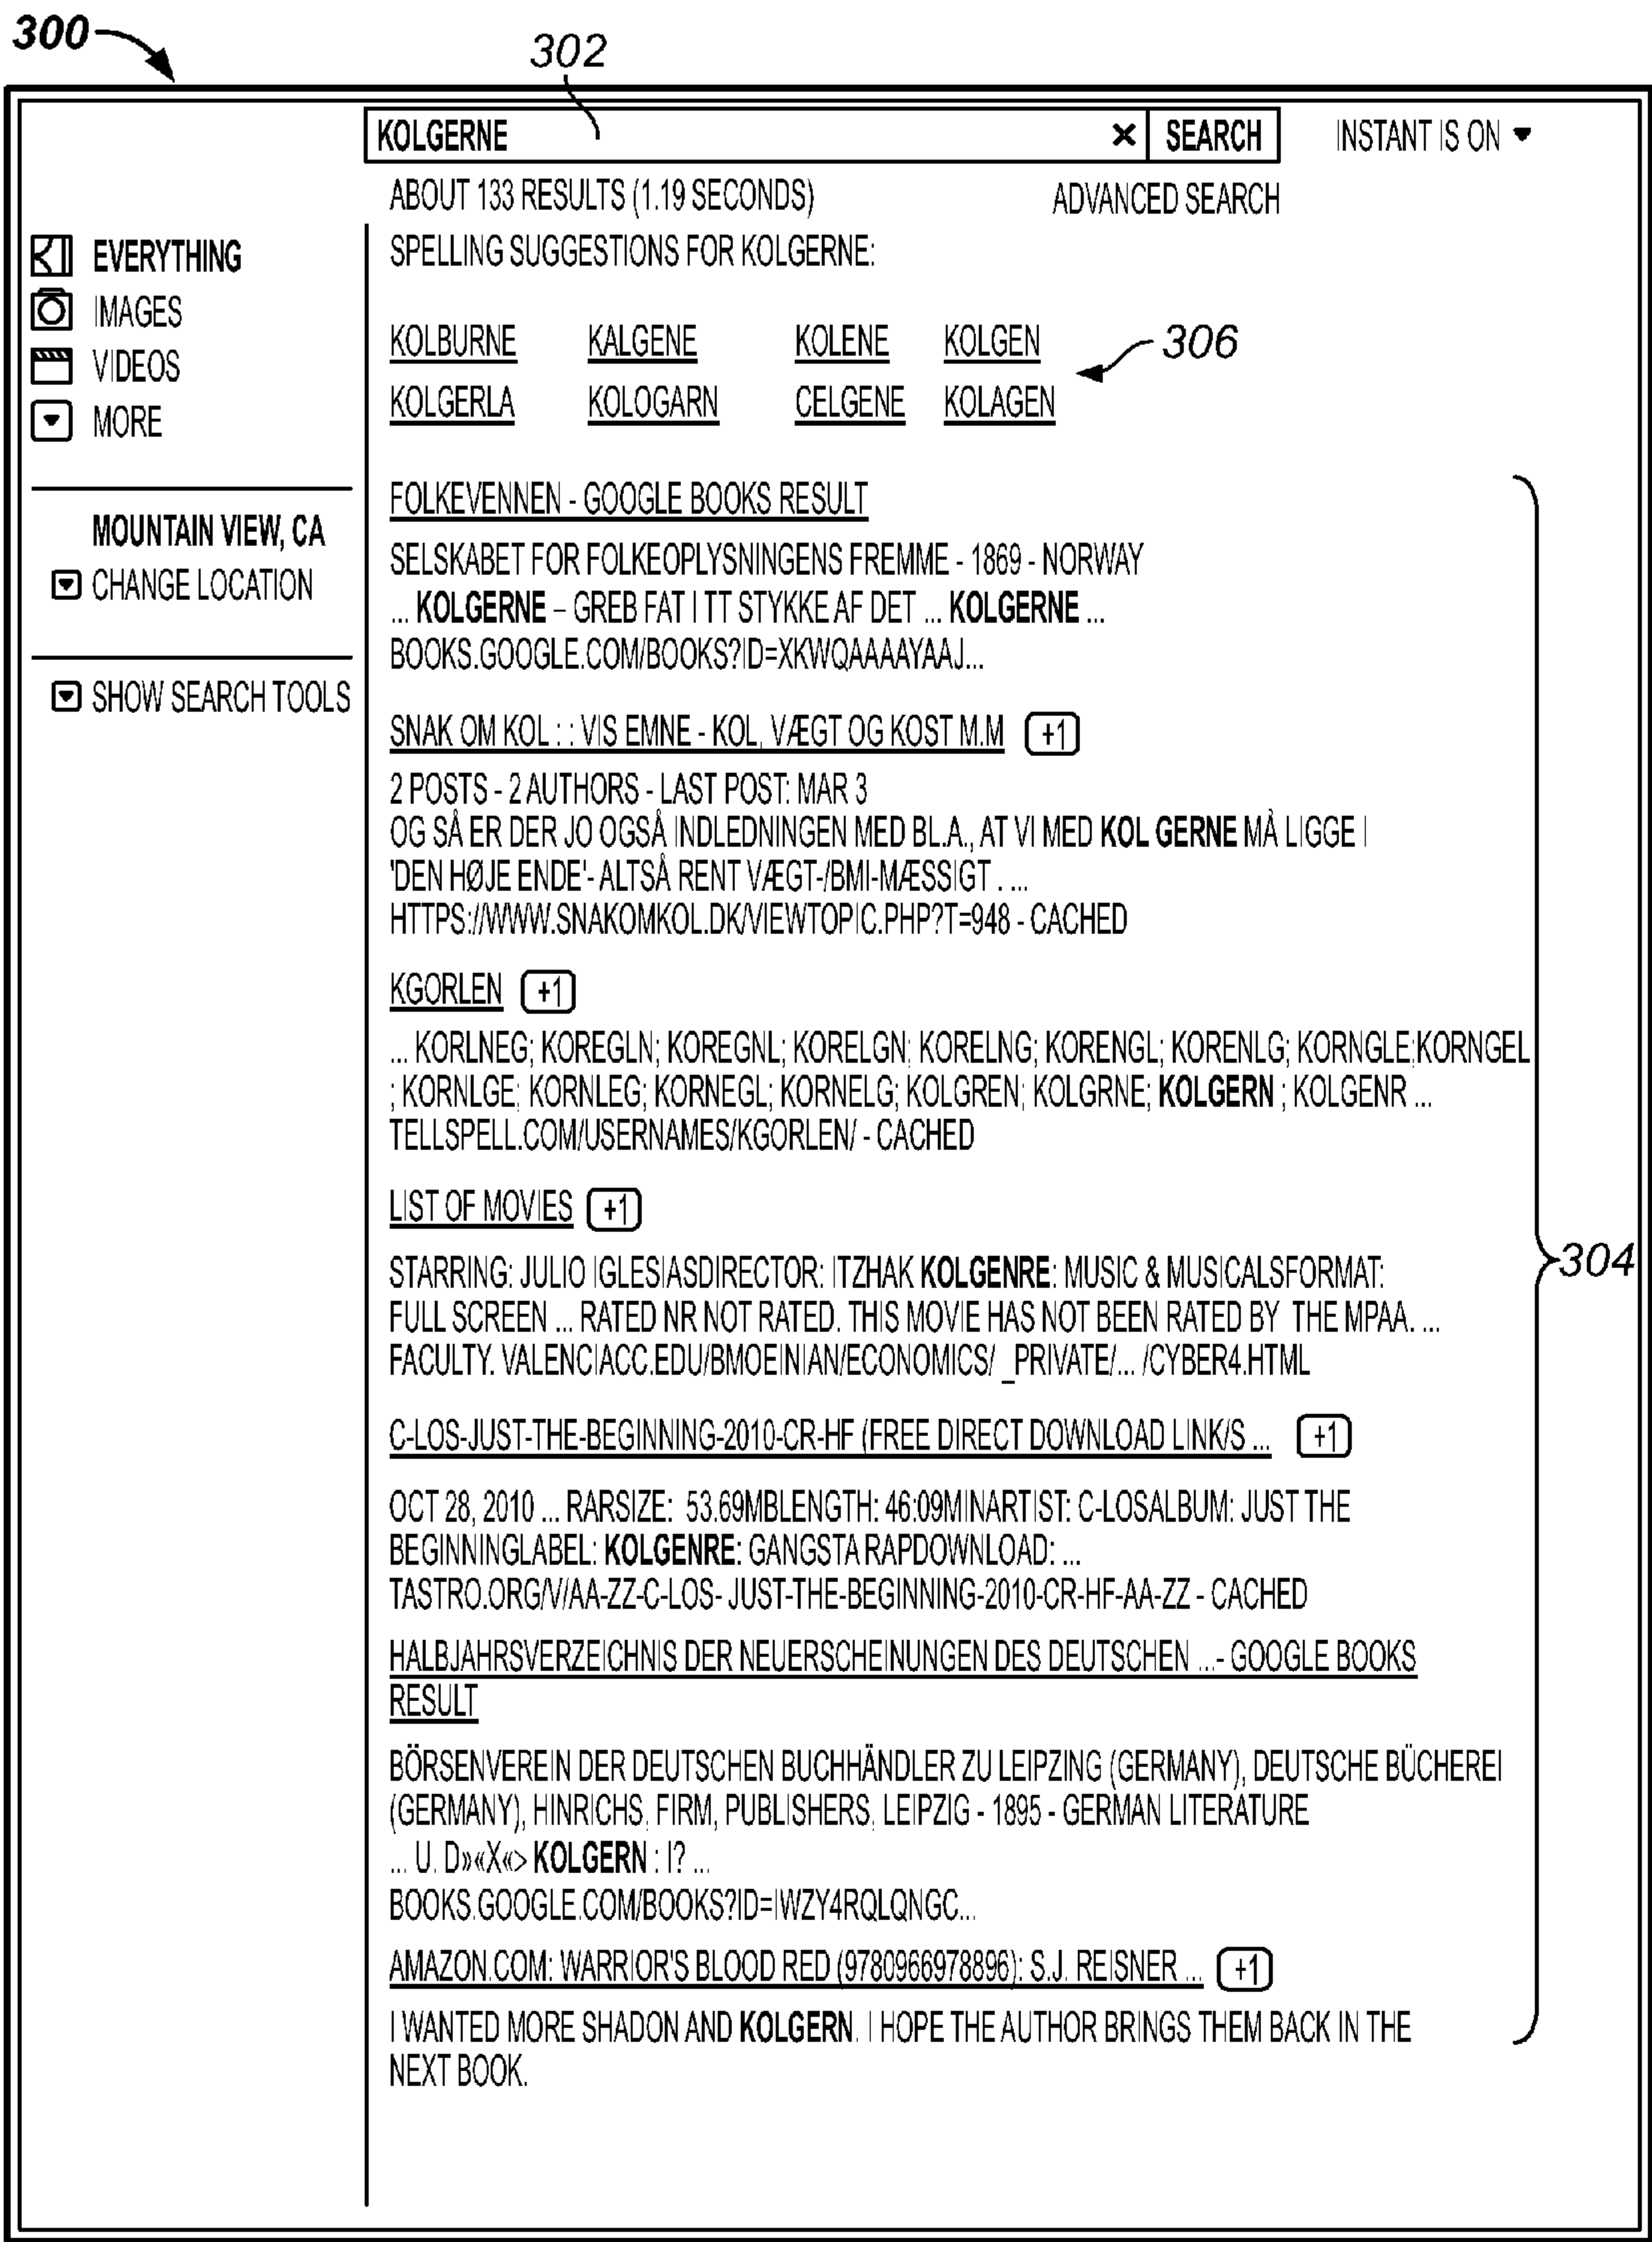 300
302
KOLGERNE × SEARCH INSTANT IS ON
ABOUT 133 RESULTS (1.19 SECONDS) ADVANCED SEARCH
EVERYTHING
IMAGES
VIDEOS
MORE
MOUNTAIN VIEW, CA
CHANGE LOCATION
SHOW SEARCH TOOLS
SPELLING SUGGESTIONS FOR KOLGERNE:
KOLBURNE KALGENE KOLENE KOLGEN
306
KOLGERLA KOLOGARN CELGENE KOLAGEN
FOLKEVENNEN - GOOGLE BOOKS RESULT
SELSKABET FOR FOLKEOPLYSNINGENS FREMME - 1869 - NORWAY
... KOLGERNE – GREB FAT I TT STYKKE AF DET ... KOLGERNE ...
BOOKS.GOOGLE.COM/BOOKS?ID=XKWQAAAAYAAJ...
SNAK OM KOL : : VIS EMNE - KOL, VÆGT OG KOST M.M +1
2 POSTS - 2 AUTHORS - LAST POST: MAR 3
OG SÅ ER DER JO OGSÅ INDLEDNINGEN MED BL.A., AT VI MED KOL GERNE MÅ LIGGE I
'DEN HØJE ENDE'- ALTSÅ RENT VÆGT-/BMI-MÆSSIGT . ...
HTTPS://WWW.SNAKOMKOL.DK/VIEWTOPIC.PHP?T=948 - CACHED
KGORLEN +1
... KORLNEG; KOREGLN; KOREGNL; KORELGN; KORELNG; KORENGL; KORENLG; KORNGLE;KORNGEL
; KORNLGE; KORNLEG; KORNEGL; KORNELG; KOLGREN; KOLGRNE; KOLGERN ; KOLGENR ...
TELLSPELL.COM/USERNAMES/KGORLEN/ - CACHED
LIST OF MOVIES +1
304
STARRING: JULIO IGLESIASDIRECTOR: ITZHAK KOLGENRE: MUSIC & MUSICALSFORMAT:
FULL SCREEN ... RATED NR NOT RATED. THIS MOVIE HAS NOT BEEN RATED BY THE MPAA. ...
FACULTY. VALENCIACC.EDU/BMOEINIAN/ECONOMICS/ _PRIVATE/... /CYBER4.HTML
C-LOS-JUST-THE-BEGINNING-2010-CR-HF (FREE DIRECT DOWNLOAD LINK/S ... +1
OCT 28, 2010 ... RARSIZE: 53.69MBLENGTH: 46:09MINARTIST: C-LOSALBUM: JUST THE
BEGINNINGLABEL: KOLGENRE: GANGSTA RAPDOWNLOAD: ...
TASTRO.ORG/V/AA-ZZ-C-LOS- JUST-THE-BEGINNING-2010-CR-HF-AA-ZZ - CACHED
HALBJAHRSVERZEICHNIS DER NEUERSCHEINUNGEN DES DEUTSCHEN ...- GOOGLE BOOKS
RESULT
BÖRSENVEREIN DER DEUTSCHEN BUCHHÄNDLER ZU LEIPZING (GERMANY), DEUTSCHE BÜCHEREI
(GERMANY), HINRICHS, FIRM, PUBLISHERS, LEIPZIG - 1895 - GERMAN LITERATURE
... U. D»«X«> KOLGERN : I? ...
BOOKS.GOOGLE.COM/BOOKS?ID=IWZY4RQLQNGC...
AMAZON.COM: WARRIOR'S BLOOD RED (9780966978896): S.J. REISNER ... +1
I WANTED MORE SHADON AND KOLGERN. I HOPE THE AUTHOR BRINGS THEM BACK IN THE
NEXT BOOK.